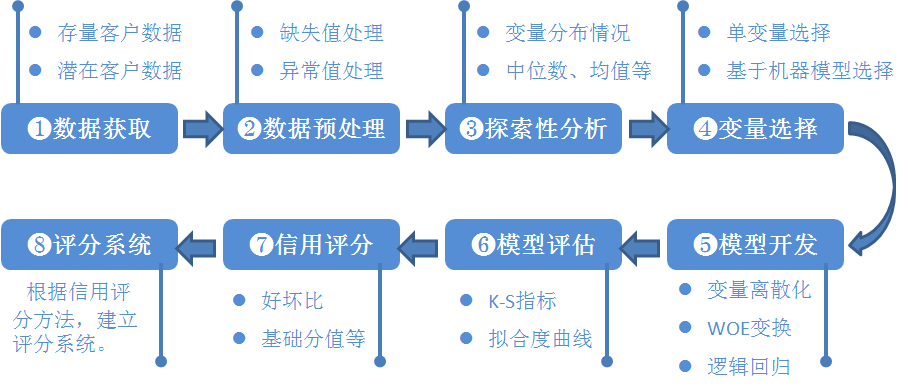 存量客户数据
潜在客户数据
缺失值处理
异常值处理
变量分布情况
中位数、均值等
单变量选择
基于机器模型选择
❶数据获取
❷数据预处理
❸探索性分析
❹变量选择
❺模型开发
变量离散化
WOE变换
逻辑回归
❻模型评估
K-S指标
拟合度曲线
❼信用评分
好坏比
基础分值等
❽评分系统
根据信用评
分方法，建立
评分系统。